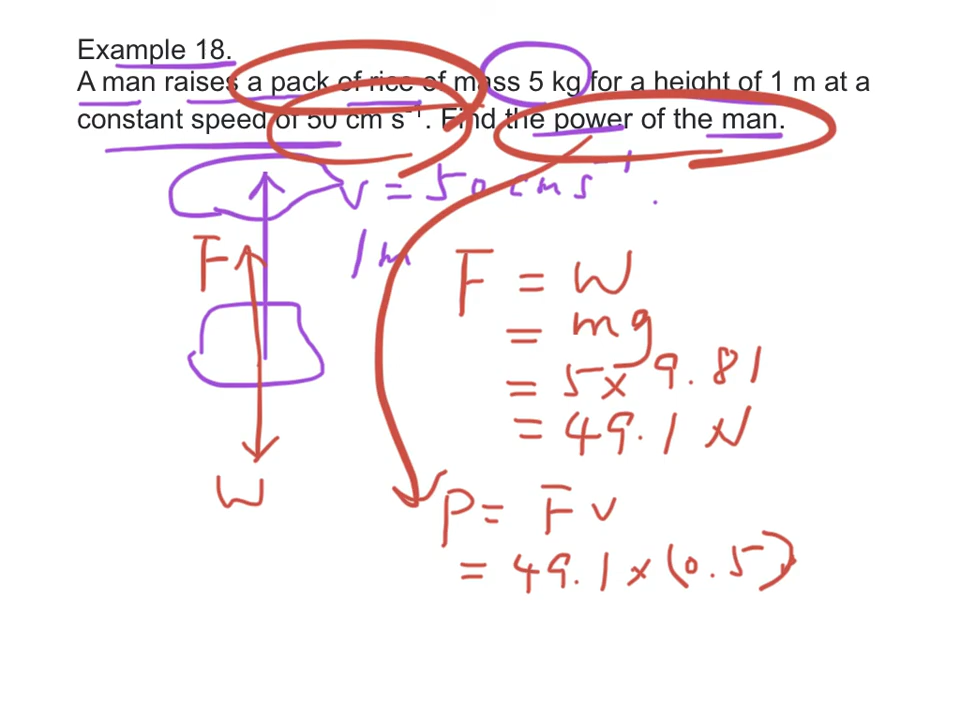 Example 18.
A man raises a pack of rice of mass 5 kg for a height of 1 m at a
constant speed of 50 cm s⁻¹. Find the power of the man.
v = 50 cm s⁻¹.
1m
F
W
F = W
= mg
= 5 x 9.81
= 49.1 N
P = Fv
= 49.1 x (0.5)